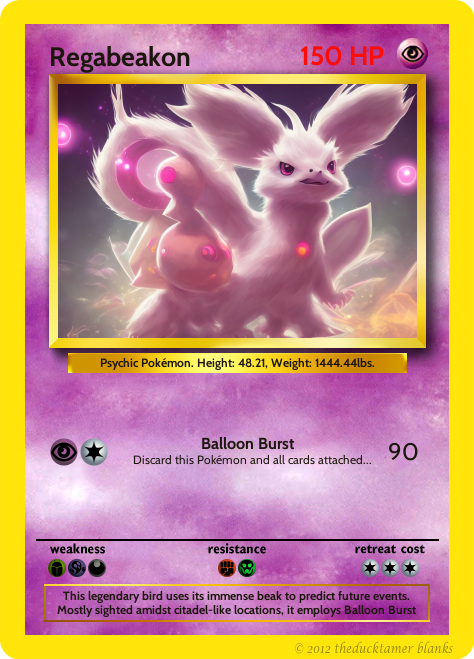 Regabeakon 150 HP
Psychic Pokémon. Height: 48.21, Weight: 1444.44lbs.
Balloon Burst 90
Discard this Pokémon and all cards attached...
weakness resistance retreat cost
This legendary bird uses its immense beak to predict future events.
Mostly sighted amidst citadel-like locations, it employs Balloon Burst
© 2012 theducktamer blanks